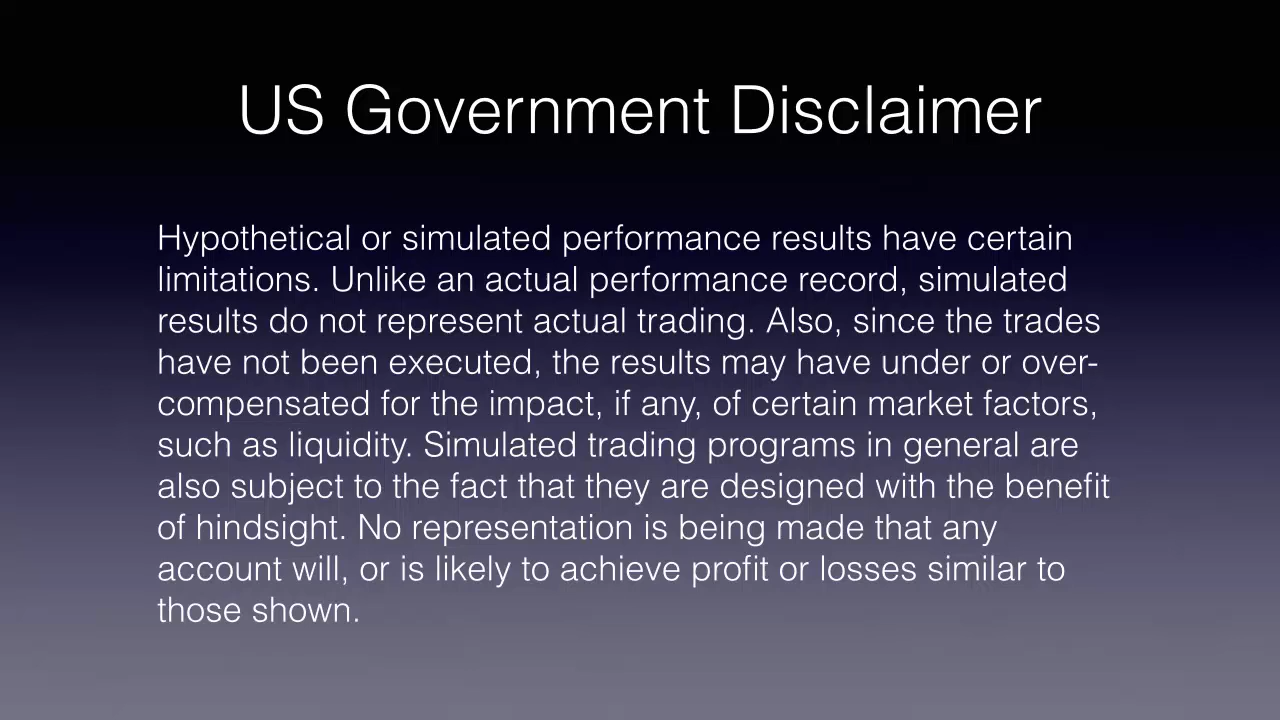 US Government Disclaimer
Hypothetical or simulated performance results have certain
limitations. Unlike an actual performance record, simulated
results do not represent actual trading. Also, since the trades
have not been executed, the results may have under or over-
compensated for the impact, if any, of certain market factors,
such as liquidity. Simulated trading programs in general are
also subject to the fact that they are designed with the benefit
of hindsight. No representation is being made that any
account will, or is likely to achieve profit or losses similar to
those shown.